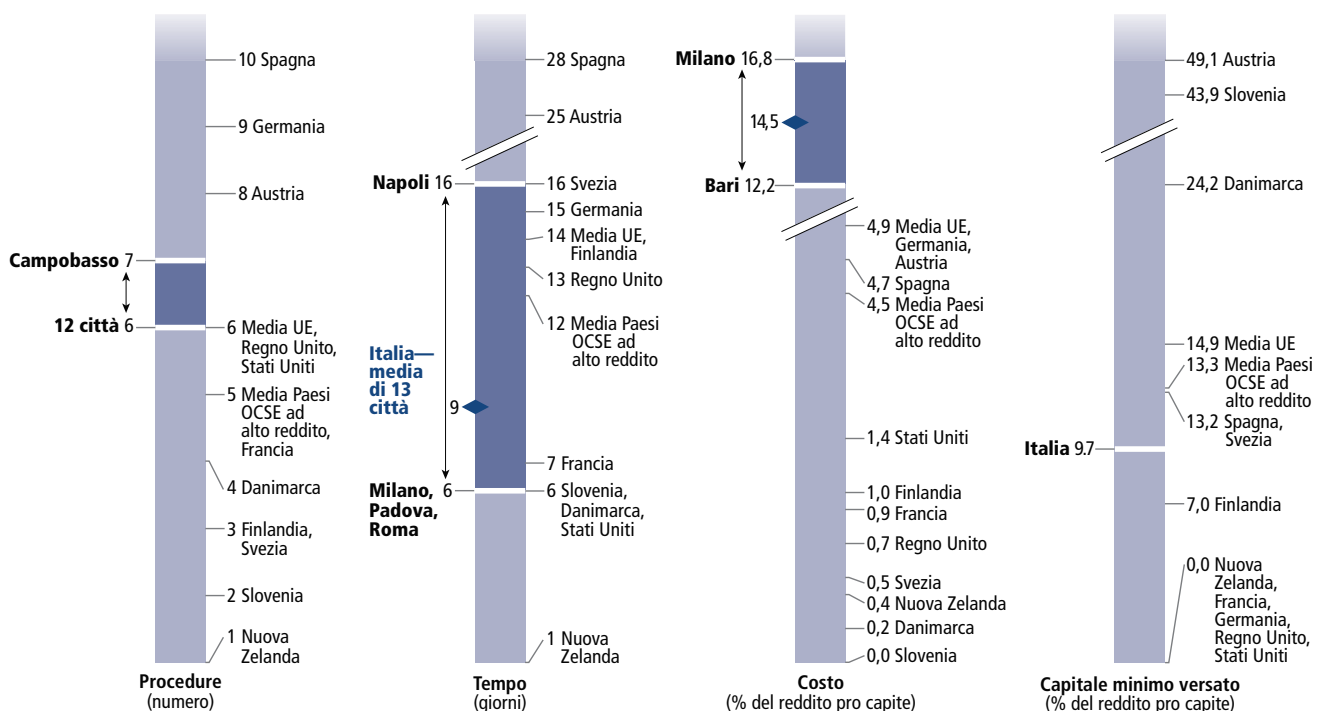 10 Spagna
9 Germania
8 Austria
Campobasso 7
12 città 6
6 Media UE,
Regno Unito,
Stati Uniti
5 Media Paesi
OCSE ad
alto reddito,
Francia
4 Danimarca
3 Finlandia,
Svezia
2 Slovenia
1 Nuova
Zelanda
Procedure
(numero)
28 Spagna
25 Austria
Napoli 16
16 Svezia
15 Germania
14 Media UE,
Finlandia
13 Regno Unito
12 Media Paesi
OCSE ad
alto reddito
Italia—
media
di 13
città
9
7 Francia
Milano, 6
Padova,
Roma
6 Slovenia,
Danimarca,
Stati Uniti
1 Nuova
Zelanda
Tempo
(giorni)
Milano 16,8
14,5
Bari 12,2
4,9 Media UE,
Germania,
Austria
4,7 Spagna
4,5 Media Paesi
OCSE ad
alto reddito
1,4 Stati Uniti
1,0 Finlandia
0,9 Francia
0,7 Regno Unito
0,5 Svezia
0,4 Nuova Zelanda
0,2 Danimarca
0,0 Slovenia
Costo
(% del reddito pro capite)
49,1 Austria
43,9 Slovenia
24,2 Danimarca
14,9 Media UE
13,3 Media Paesi
OCSE ad
alto reddito
13,2 Spagna,
Svezia
Italia 9.7
7,0 Finlandia
0,0 Nuova
Zelanda,
Francia,
Germania,
Regno Unito,
Stati Uniti
Capitale minimo versato
(% del reddito pro capite)